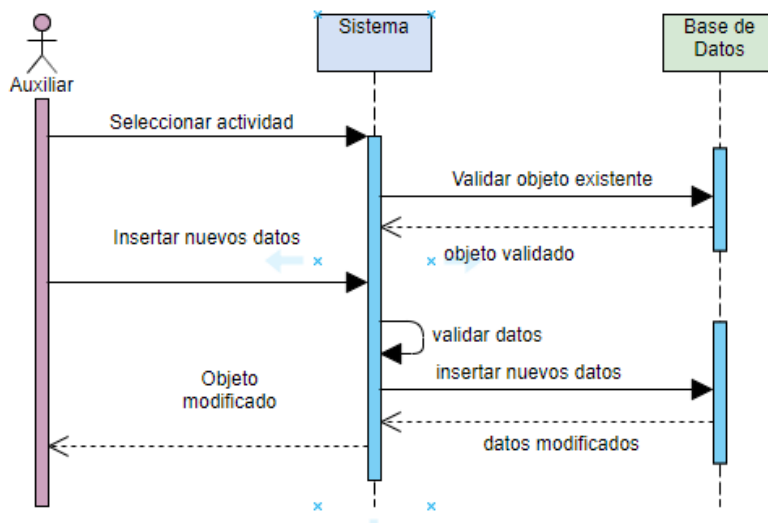 Sistema
Base de
Datos
Auxiliar
Seleccionar actividad
Validar objeto existente
Insertar nuevos datos
objeto validado
validar datos
insertar nuevos datos
Objeto
modificado
datos modificados